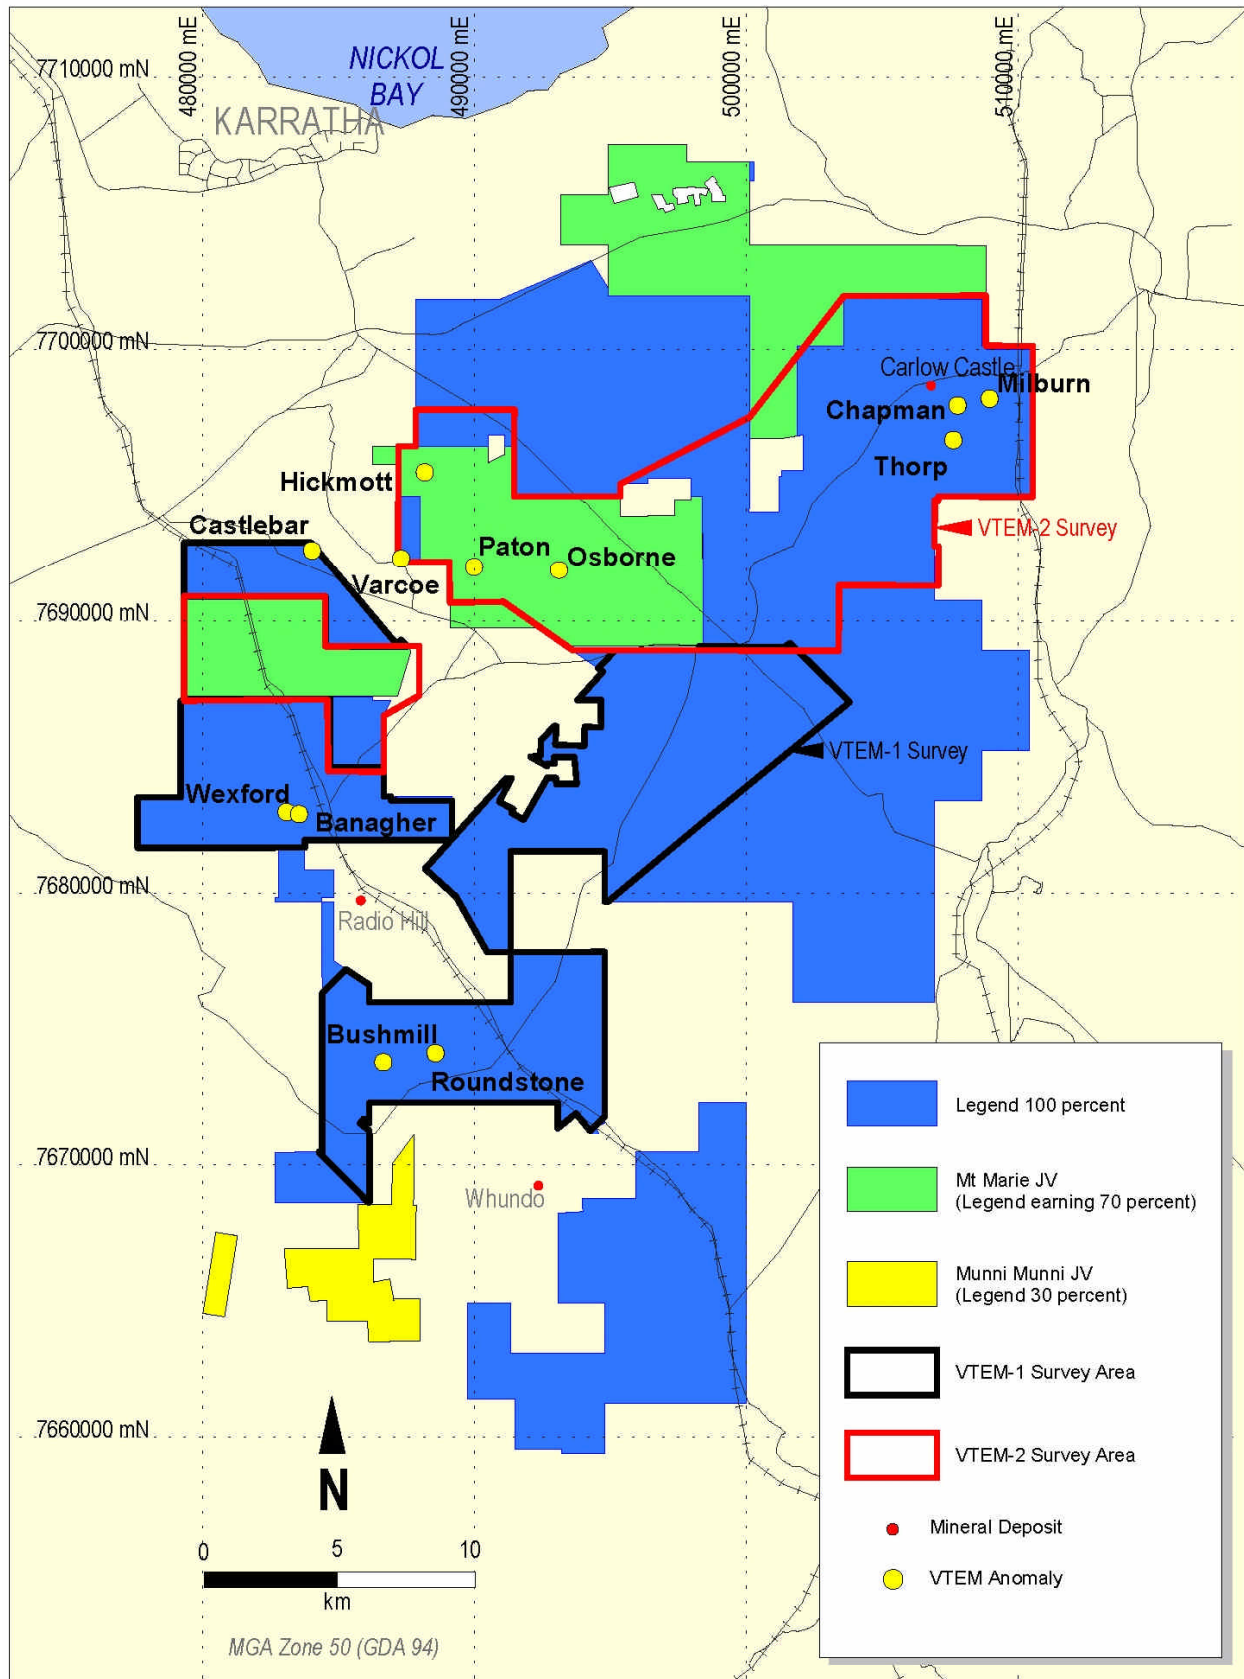 480000 mE
490000 mE
500000 mE
510000 mE
7710000 mN
NICKOL
BAY
KARRATHA
7700000 mN
Carlow Castle
Milburn
Chapman
Thorp
Hickmott
Castlebar
VTEM-2 Survey
Paton
Osborne
Varcoe
7690000 mN
VTEM-1 Survey
Wexford
Banagher
7680000 mN
Radio Hill
Bushmill
Roundstone
7670000 mN
Whundo
7660000 mN
N
0
5
10
km
MGA Zone 50 (GDA 94)
Legend 100 percent
Mt Marie JV
(Legend earning 70 percent)
Munni Munni JV
(Legend 30 percent)
VTEM-1 Survey Area
VTEM-2 Survey Area
Mineral Deposit
VTEM Anomaly